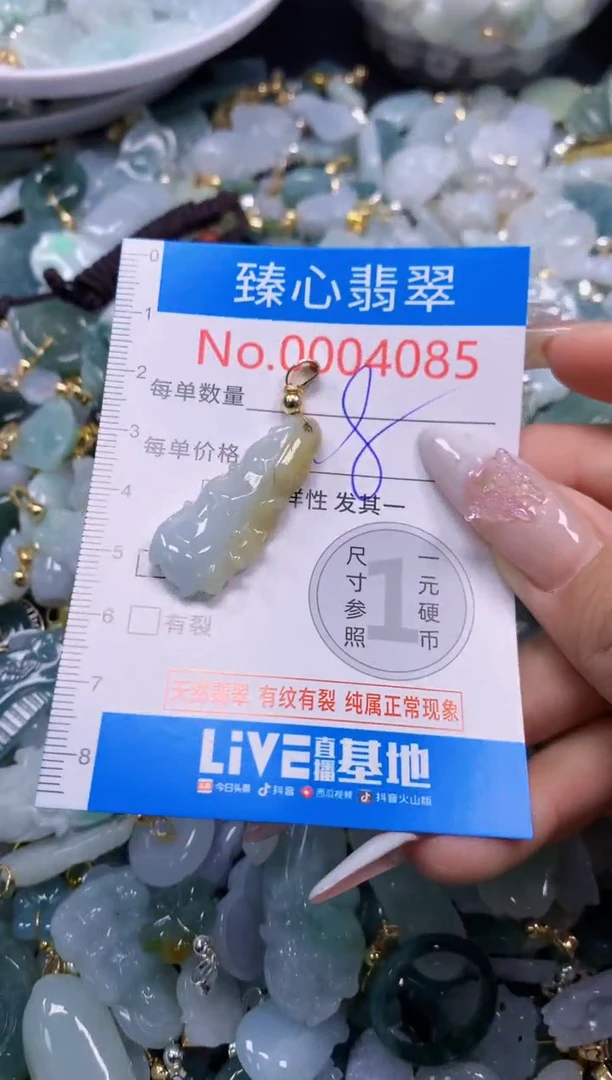 臻心翡翠
No.0004085
每单数量
8
每单价格
样性 发其一
有裂
尺寸参照
1
一元硬币
天然翡翠 有纹有裂 纯属正常现象
LiVE直播基地
今日头条 抖音 西瓜视频 抖音火山版
0
1
2
3
4
5
6
7
8